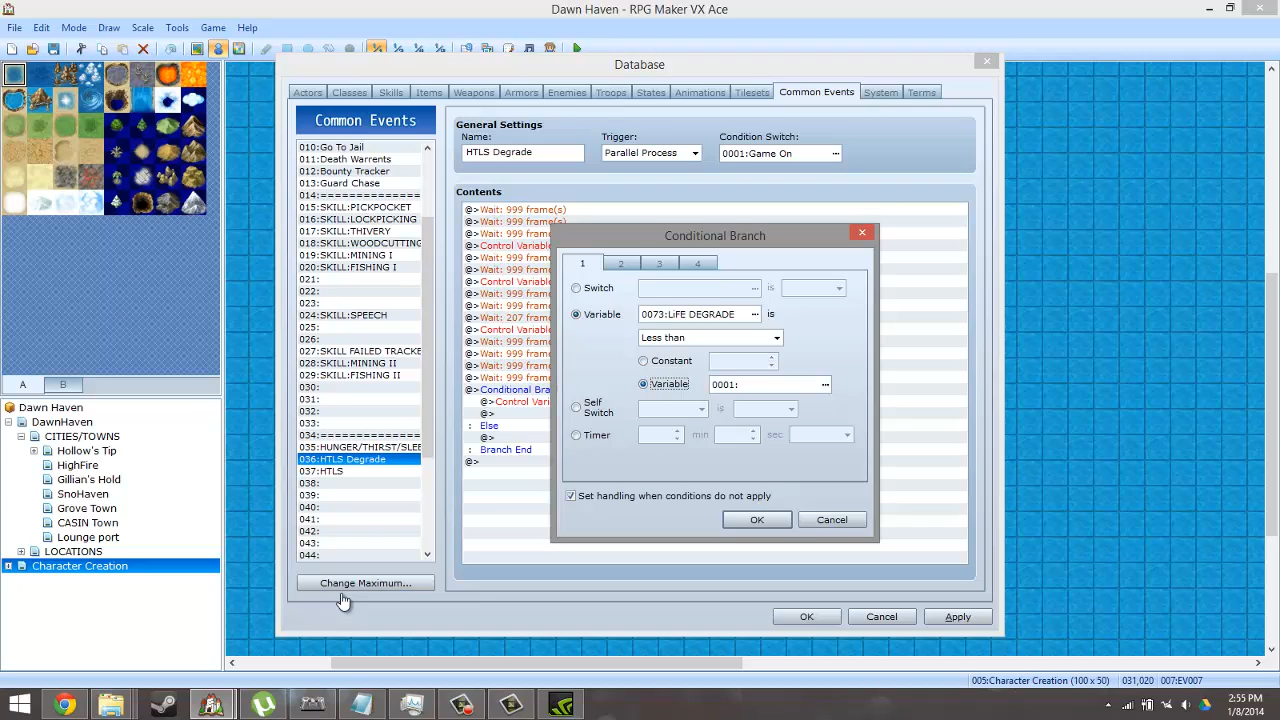 Dawn Haven - RPG Maker VX Ace
File Edit Mode Draw Scale Tools Game Help
Database
Actors Classes Skills Items Weapons Armors Enemies Troops States Animations Tilesets Common Events System Terms
Common Events
010:Go To Jail
011:Death Warrents
012:Bounty Tracker
013:Guard Chase
014:==============
015:SKILL:PICKPOCKET
016:SKILL:LOCKPICKING
017:SKILL:THIVERY
018:SKILL:WOODCUTTING
019:SKILL:MINING I
020:SKILL:FISHING I
021:
022:
023:
024:SKILL:SPEECH
025:
026:
027:SKILL FAILED TRACKE
028:SKILL:MINING II
029:SKILL:FISHING II
030:
031:
032:
033:
034:==============
035:HUNGER/THIRST/SLEE
036:HTLS Degrade
037:HTLS
038:
039:
040:
041:
042:
043:
044:
Change Maximum...
General Settings
Name: Trigger: Condition Switch:
HTLS Degrade Parallel Process 0001:Game On ...
Contents
@>Wait: 999 frame(s)
@>Wait: 999 frame(s)
@>Wait: 999
@>Control Variable
@>Wait: 999
@>Wait: 999
@>Control Variable
@>Wait: 999
@>Wait: 999
@>Wait: 207
@>Control Variable
@>Wait: 999
@>Wait: 999
@>Wait: 999
@>Wait: 999
@>Conditional Bra
@>Control Vari
@>
: Else
@>
: Branch End
@>
Conditional Branch
1 2 3 4
Switch ... is
Variable 0073:LiFE DEGRADE ... is
Less than
Constant
Variable 0001: ...
Self
Switch is
Timer min sec
Set handling when conditions do not apply
OK Cancel
OK Cancel Apply
A B
Dawn Haven
DawnHaven
CITIES/TOWNS
Hollow's Tip
HighFire
Gillian's Hold
SnoHaven
Grove Town
CASIN Town
Lounge port
LOCATIONS
Character Creation
005:Character Creation (100 x 50) 031,020 007:EV007
2:55 PM
1/8/2014